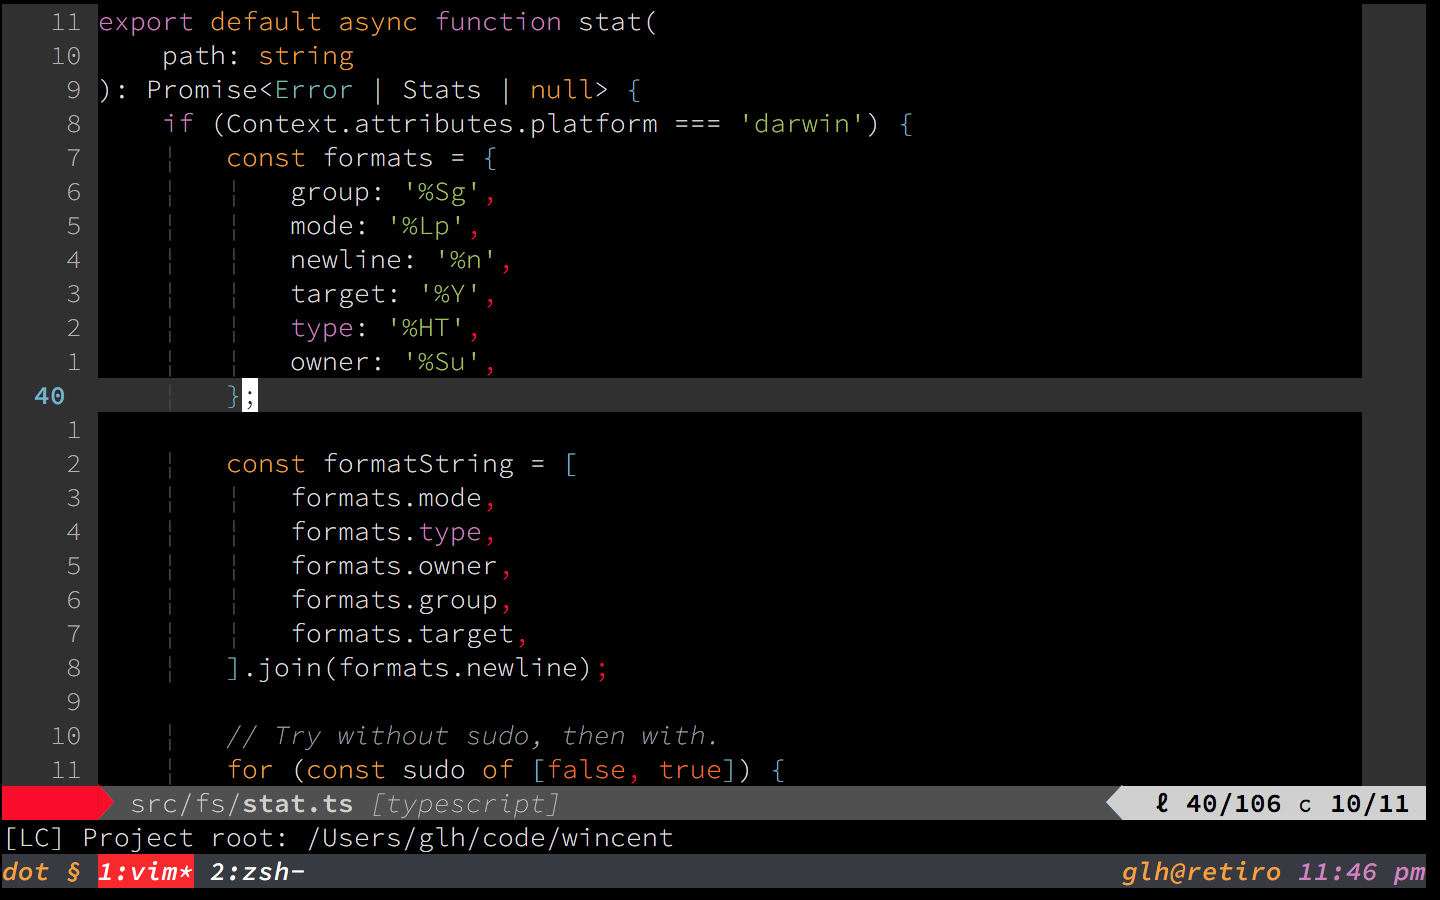 11 export default async function stat(
10     path: string
9 ): Promise<Error | Stats | null> {
8     if (Context.attributes.platform === 'darwin') {
7         const formats = {
6             group: '%Sg',
5             mode: '%Lp',
4             newline: '%n',
3             target: '%Y',
2             type: '%HT',
1             owner: '%Su',
40         };
1
2         const formatString = [
3             formats.mode,
4             formats.type,
5             formats.owner,
6             formats.group,
7             formats.target,
8         ].join(formats.newline);
9
10         // Try without sudo, then with.
11         for (const sudo of [false, true]) {
src/fs/stat.ts [typescript] ℓ 40/106 c 10/11
[LC] Project root: /Users/glh/code/wincent
dot § 1:vim* 2:zsh- glh@retiro 11:46 pm